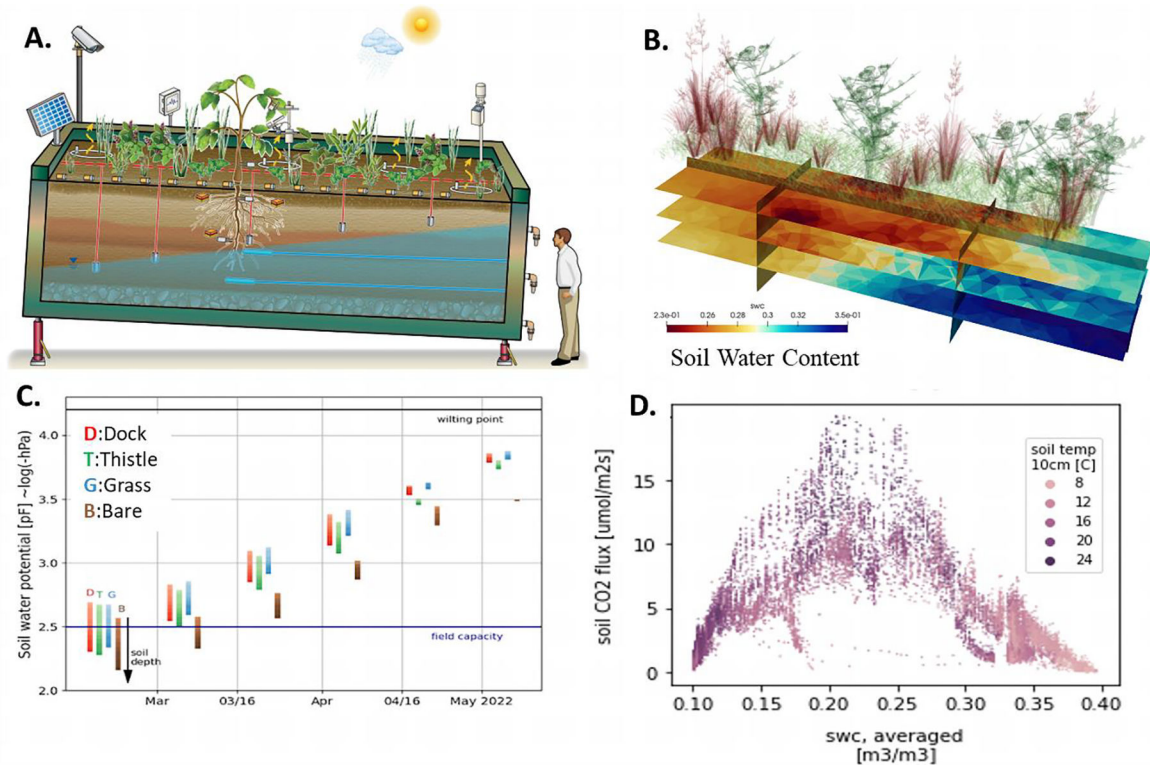 A.
B.
swc
2.3e-01 0.26 0.28 0.3 0.32 3.5e-01
Soil Water Content
C.
wilting point
D:Dock
T:Thistle
G:Grass
B:Bare
D T G B
soil
depth
field capacity
Soil water potential [pF] ~log(-hPa)
4.0
3.5
3.0
2.5
2.0
Mar 03/16 Apr 04/16 May 2022
D.
soil temp
10cm [C]
8
12
16
20
24
soil CO2 flux [umol/m2s]
15
10
5
0
0.10 0.15 0.20 0.25 0.30 0.35 0.40
swc, averaged
[m3/m3]